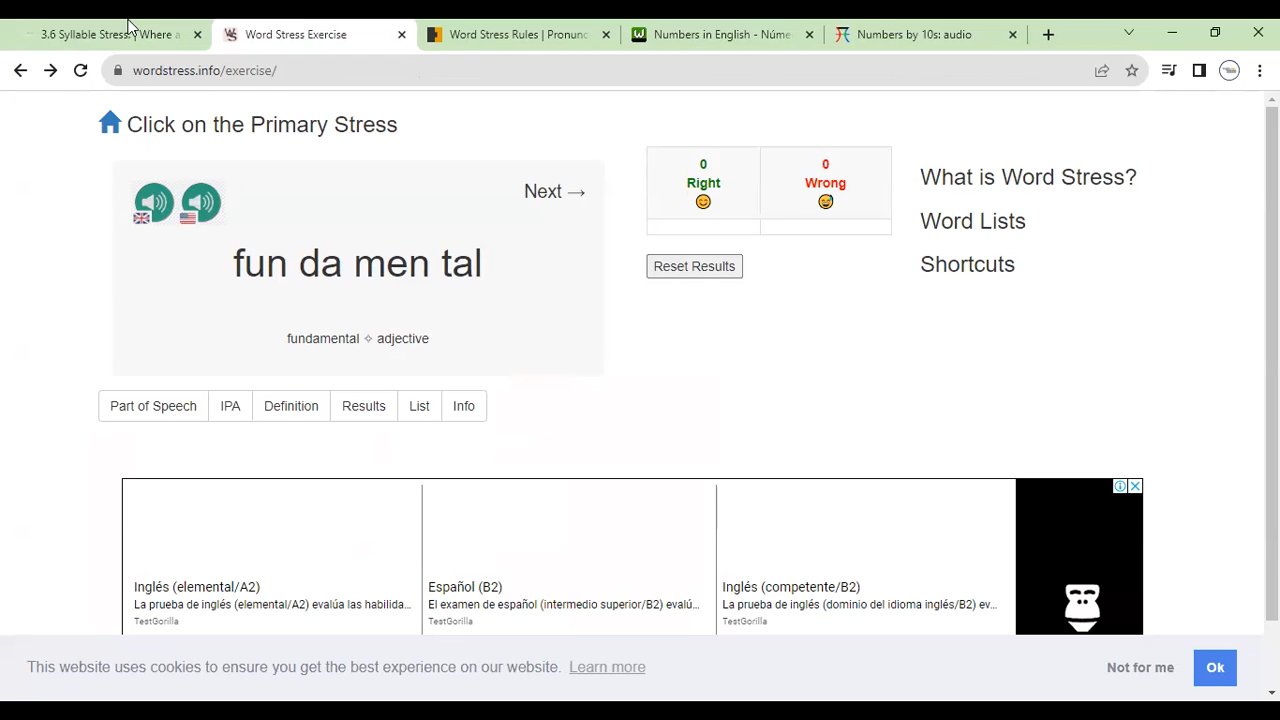 3.6 Syllable Stress: Where a
Word Stress Exercise
Word Stress Rules | Pronunc
Numbers in English - Núme
Numbers by 10s: audio
wordstress.info/exercise/
Click on the Primary Stress
Next →
fun da men tal
fundamental ✧ adjective
0
Right
0
Wrong
Reset Results
What is Word Stress?
Word Lists
Shortcuts
Part of Speech
IPA
Definition
Results
List
Info
Inglés (elemental/A2)
La prueba de inglés (elemental/A2) evalúa las habilida...
TestGorilla
Español (B2)
El examen de español (intermedio superior/B2) evalú...
TestGorilla
Inglés (competente/B2)
La prueba de inglés (dominio del idioma inglés/B2) ev...
TestGorilla
This website uses cookies to ensure you get the best experience on our website. Learn more
Not for me
Ok